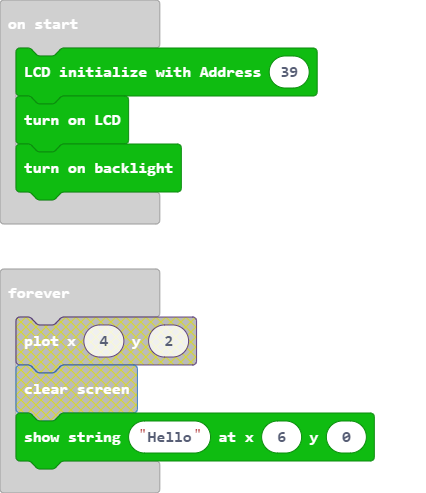 on start
LCD initialize with Address 39
turn on LCD
turn on backlight
forever
plot x 4 y 2
clear screen
show string "Hello" at x 6 y 0